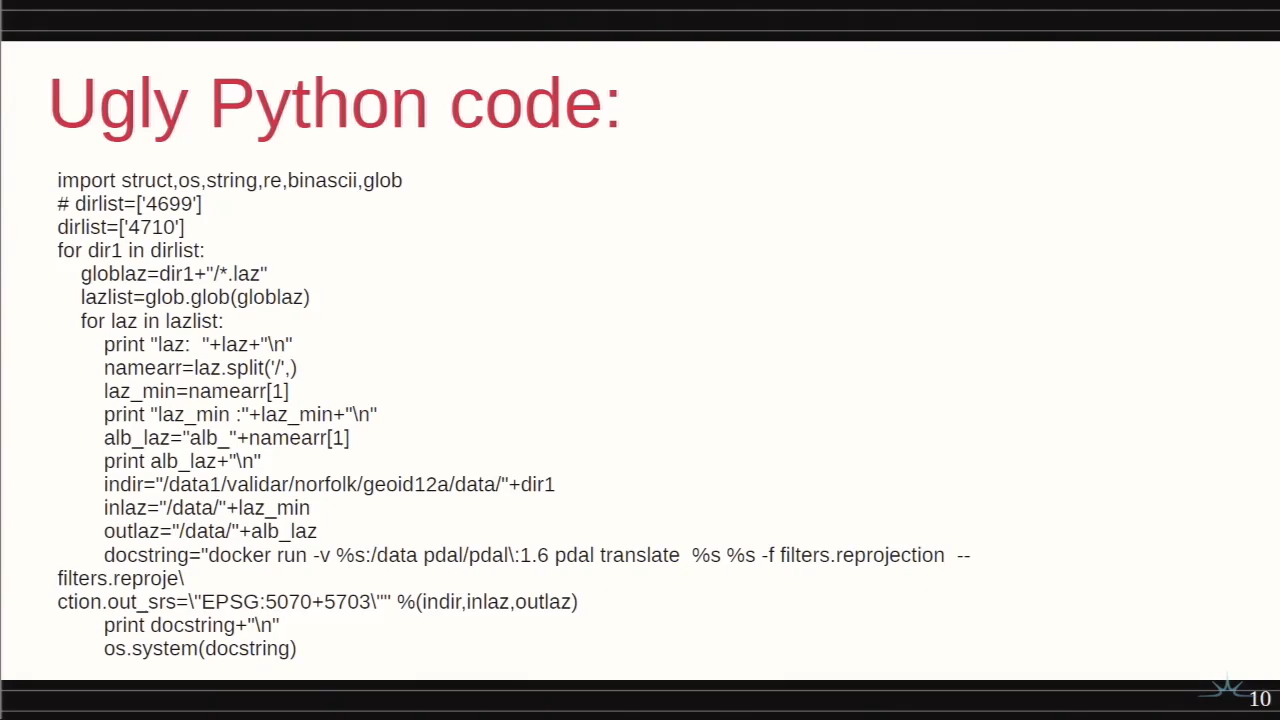 Ugly Python code:
import struct,os,string,re,binascii,glob
# dirlist=['4699']
dirlist=['4710']
for dir1 in dirlist:
    globlaz=dir1+"/*.laz"
    lazlist=glob.glob(globlaz)
    for laz in lazlist:
        print "laz:  "+laz+"\n"
        namearr=laz.split('/',)
        laz_min=namearr[1]
        print "laz_min :"+laz_min+"\n"
        alb_laz="alb_"+namearr[1]
        print alb_laz+"\n"
        indir="/data1/validar/norfolk/geoid12a/data/"+dir1
        inlaz="/data/"+laz_min
        outlaz="/data/"+alb_laz
        docstring="docker run -v %s:/data pdal/pdal\:1.6 pdal translate  %s %s -f filters.reprojection  --
filters.reproje\
ction.out_srs=\"EPSG:5070+5703\"" %(indir,inlaz,outlaz)
        print docstring+"\n"
        os.system(docstring)
10